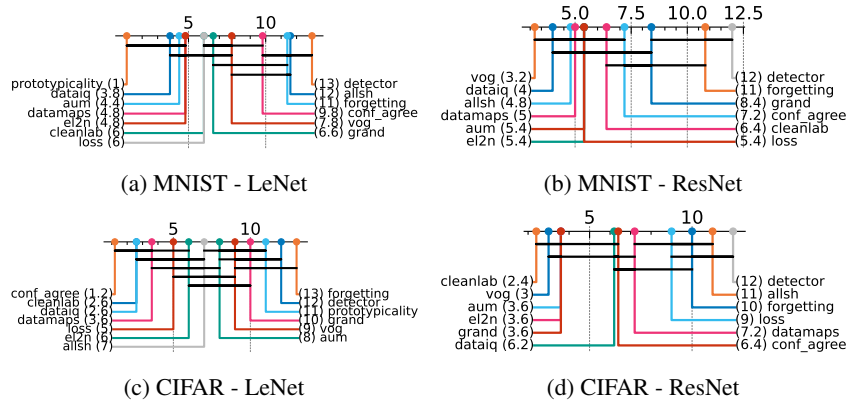 5 10
prototypicality (1) (13) detector
dataiq (3.8) (12) allsh
aum (4.4) (11) forgetting
datamaps (4.8) (9.8) conf_agree
el2n (4.8) (7.8) vog
cleanlab (6) (6.6) grand
loss (6)
(a) MNIST - LeNet
5.0 7.5 10.0 12.5
vog (3.2) (12) detector
dataiq (4) (11) forgetting
allsh (4.8) (8.4) grand
datamaps (5) (7.2) conf_agree
aum (5.4) (6.4) cleanlab
el2n (5.4) (5.4) loss
(b) MNIST - ResNet
5 10
conf_agree (1.2) (13) forgetting
cleanlab (2.6) (12) detector
dataiq (2.6) (11) prototypicality
datamaps (3.6) (10) grand
loss (5) (9) vog
el2n (6) (8) aum
allsh (7)
(c) CIFAR - LeNet
5 10
cleanlab (2.4) (12) detector
vog (3) (11) allsh
aum (3.6) (10) forgetting
el2n (3.6) (9) loss
grand (3.6) (7.2) datamaps
dataiq (6.2) (6.4) conf_agree
(d) CIFAR - ResNet